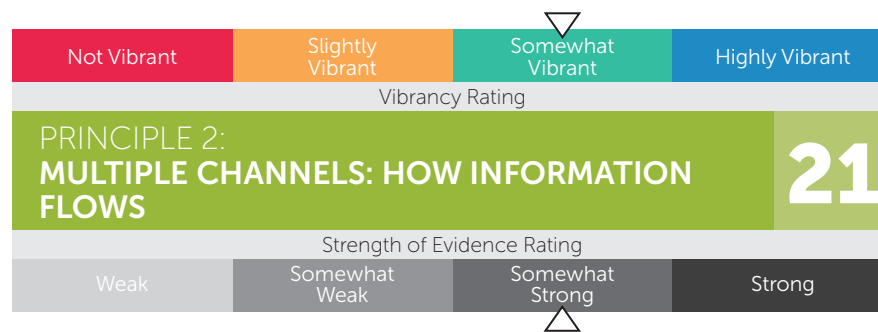 Not Vibrant
Slightly
Vibrant
Somewhat
Vibrant
Highly Vibrant
Vibrancy Rating
PRINCIPLE 2:
MULTIPLE CHANNELS: HOW INFORMATION
FLOWS
21
Strength of Evidence Rating
Weak
Somewhat
Weak
Somewhat
Strong
Strong